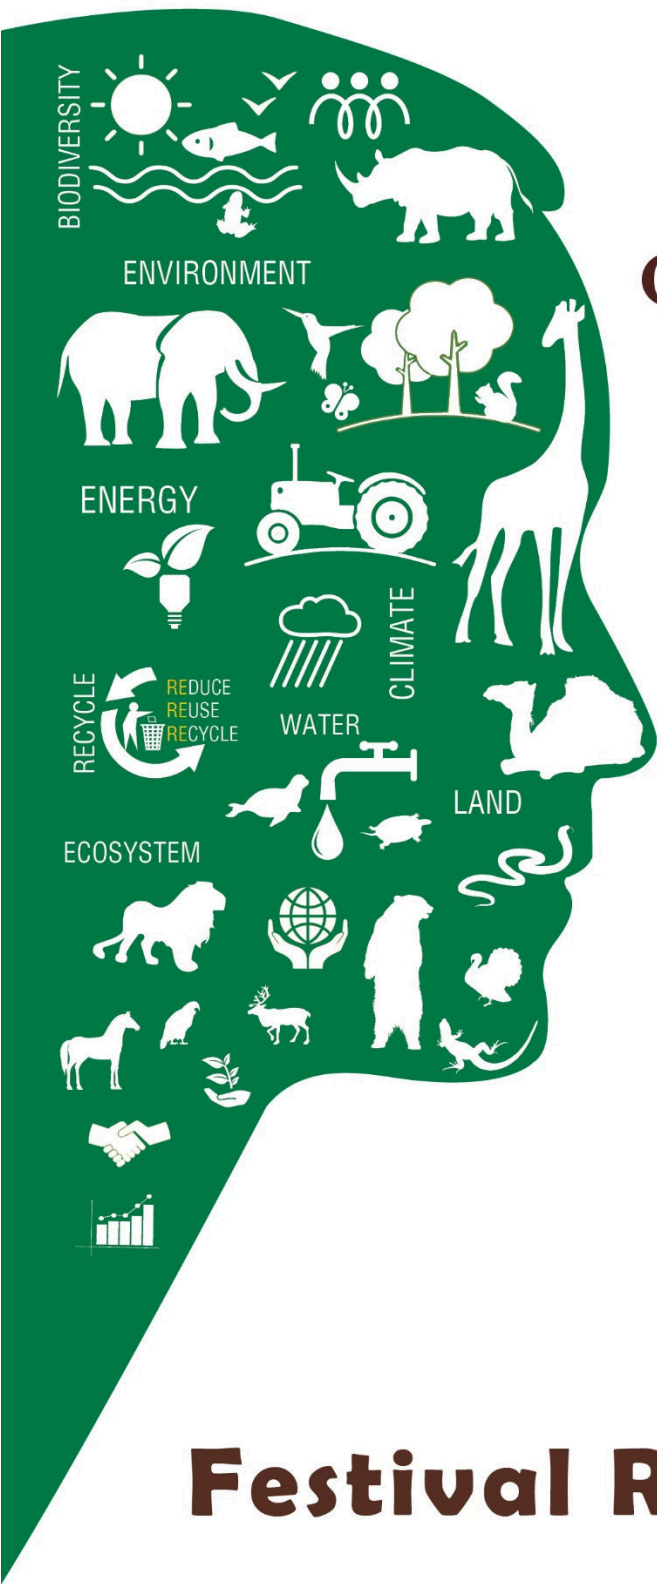 BIODIVERSITY
ENVIRONMENT
ENERGY
CLIMATE
RECYCLE
REDUCE
REUSE
RECYCLE
WATER
LAND
ECOSYSTEM
Festival